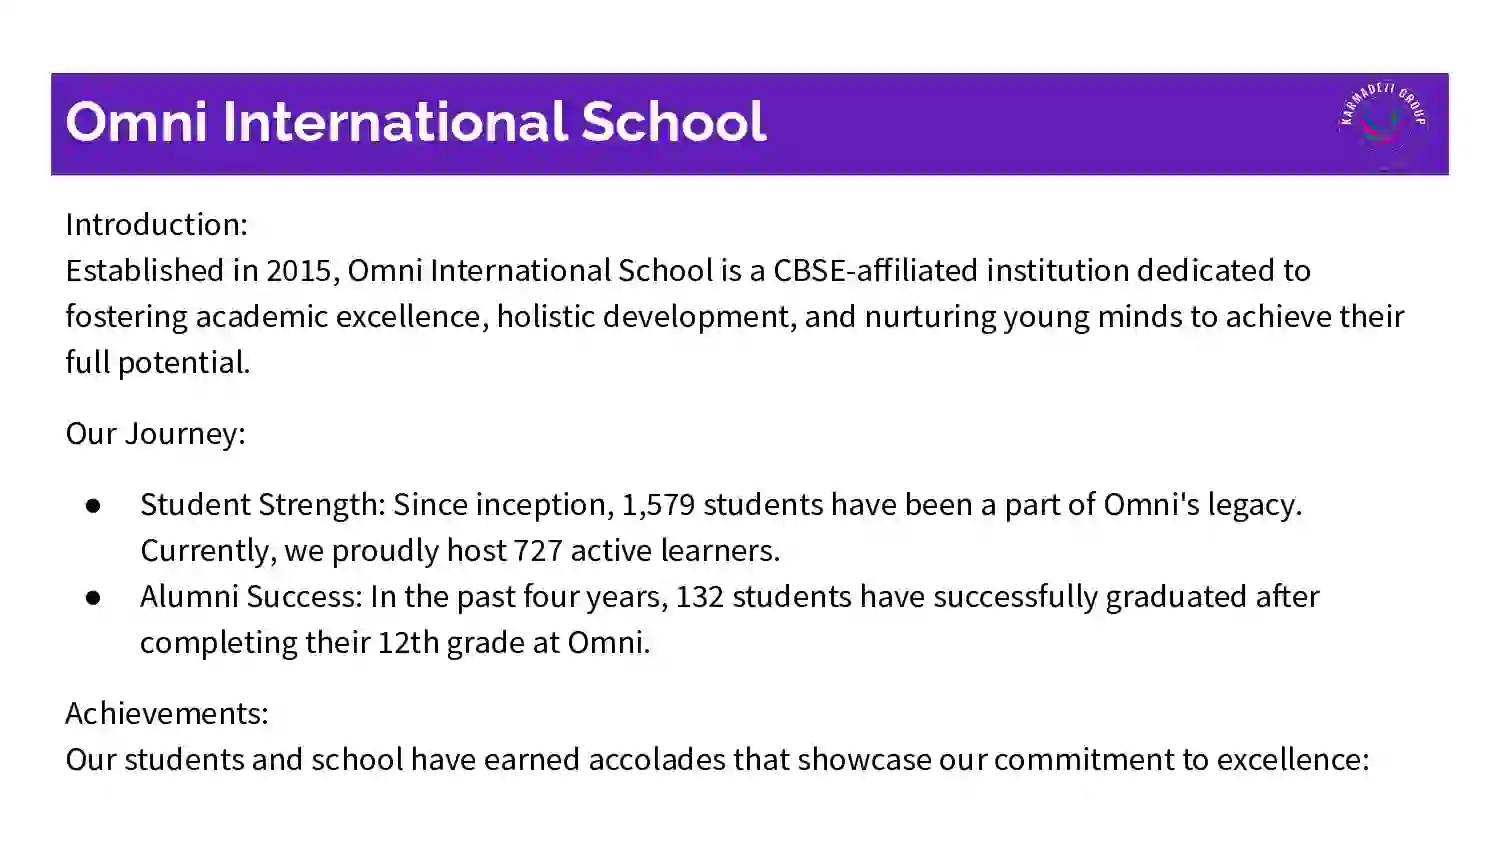 Omni International School
KARMADEZI GROUP
Introduction:
Established in 2015, Omni International School is a CBSE-affiliated institution dedicated to
fostering academic excellence, holistic development, and nurturing young minds to achieve their
full potential.
Our Journey:
● Student Strength: Since inception, 1,579 students have been a part of Omni's legacy.
Currently, we proudly host 727 active learners.
● Alumni Success: In the past four years, 132 students have successfully graduated after
completing their 12th grade at Omni.
Achievements:
Our students and school have earned accolades that showcase our commitment to excellence: